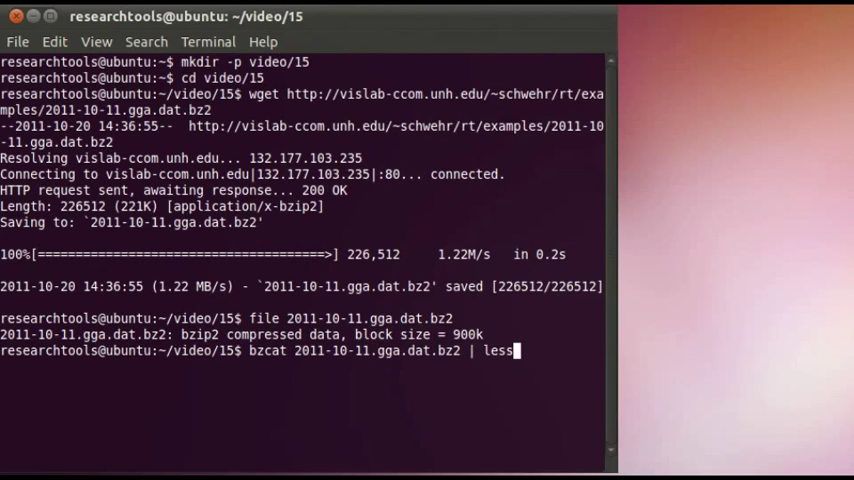 researchtools@ubuntu: ~/video/15
File Edit View Search Terminal Help
researchtools@ubuntu:~$ mkdir -p video/15
researchtools@ubuntu:~$ cd video/15
researchtools@ubuntu:~/video/15$ wget http://vislab-ccom.unh.edu/~schwehr/rt/exa
mples/2011-10-11.gga.dat.bz2
--2011-10-20 14:36:55--  http://vislab-ccom.unh.edu/~schwehr/rt/examples/2011-10
-11.gga.dat.bz2
Resolving vislab-ccom.unh.edu... 132.177.103.235
Connecting to vislab-ccom.unh.edu|132.177.103.235|:80... connected.
HTTP request sent, awaiting response... 200 OK
Length: 226512 (221K) [application/x-bzip2]
Saving to: `2011-10-11.gga.dat.bz2'
100%[======================================>] 226,512     1.22M/s   in 0.2s
2011-10-20 14:36:55 (1.22 MB/s) - `2011-10-11.gga.dat.bz2' saved [226512/226512]
researchtools@ubuntu:~/video/15$ file 2011-10-11.gga.dat.bz2
2011-10-11.gga.dat.bz2: bzip2 compressed data, block size = 900k
researchtools@ubuntu:~/video/15$ bzcat 2011-10-11.gga.dat.bz2 | less